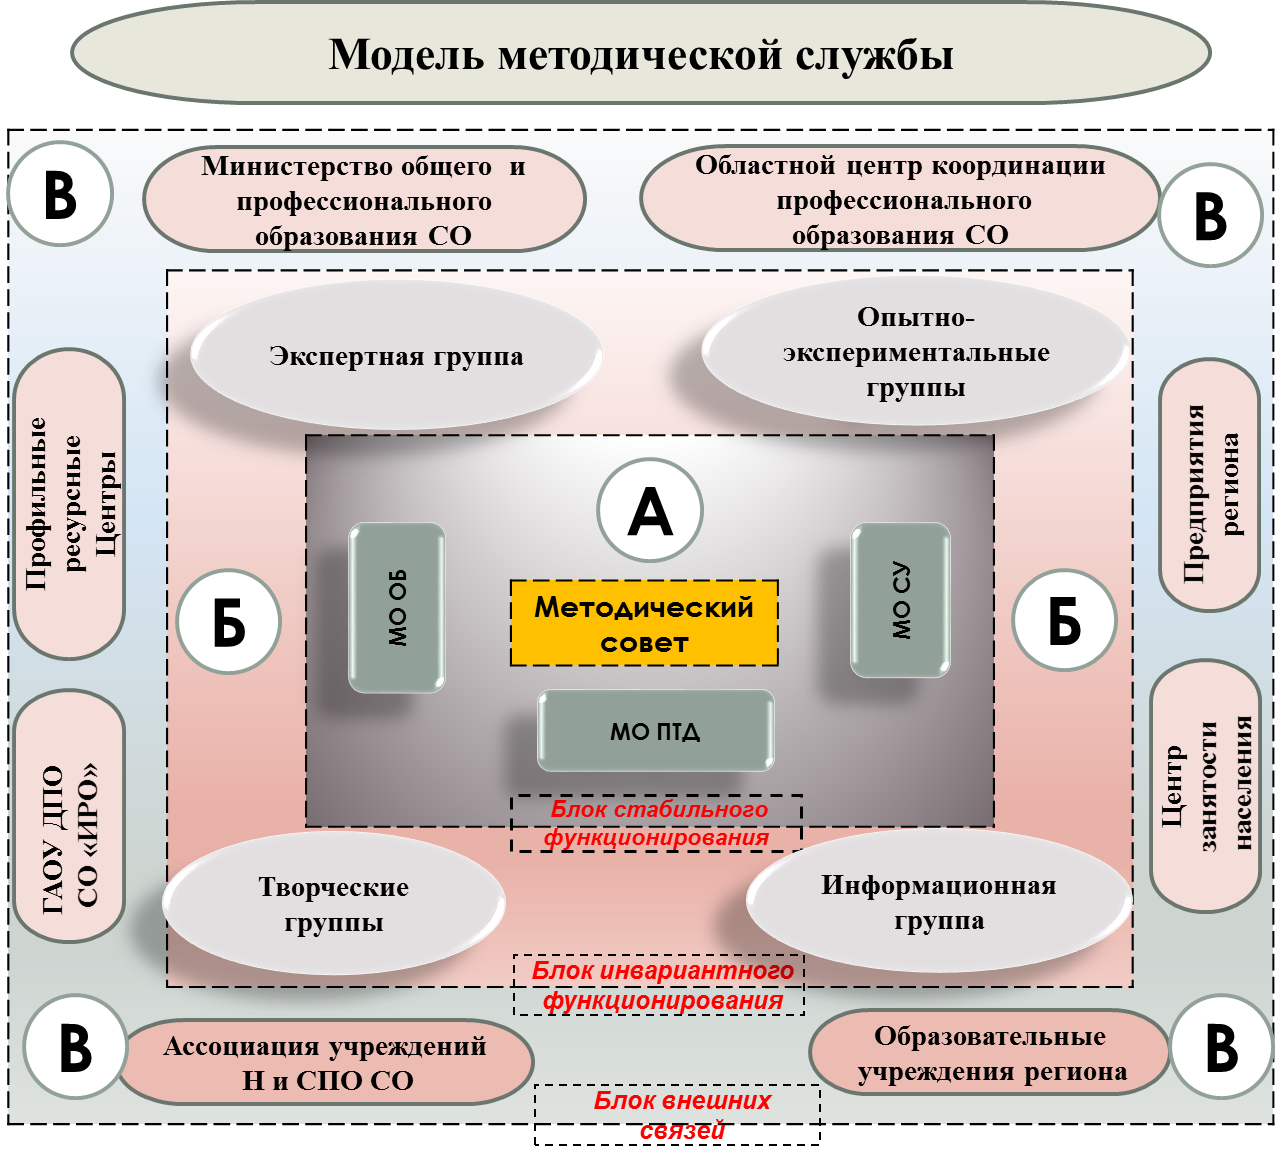 Модель методической службы
В
Министерство общего и
профессионального
образования СО
Областной центр координации
профессионального
образования СО
В
Экспертная группа
Опытно-
экспериментальные
группы
Профильные
ресурсные
Центры
Предприятия
региона
А
МО ОБ
МО СУ
Б
Методический
совет
Б
МО ПТД
ГАОУ ДПО
СО «ИРО»
Центр
занятости
населения
Блок стабильного
функционирования
Творческие
группы
Информационная
группа
Блок инвариантного
функционирования
В
Ассоциация учреждений
Н и СПО СО
Образовательные
учреждения региона
В
Блок внешних
связей